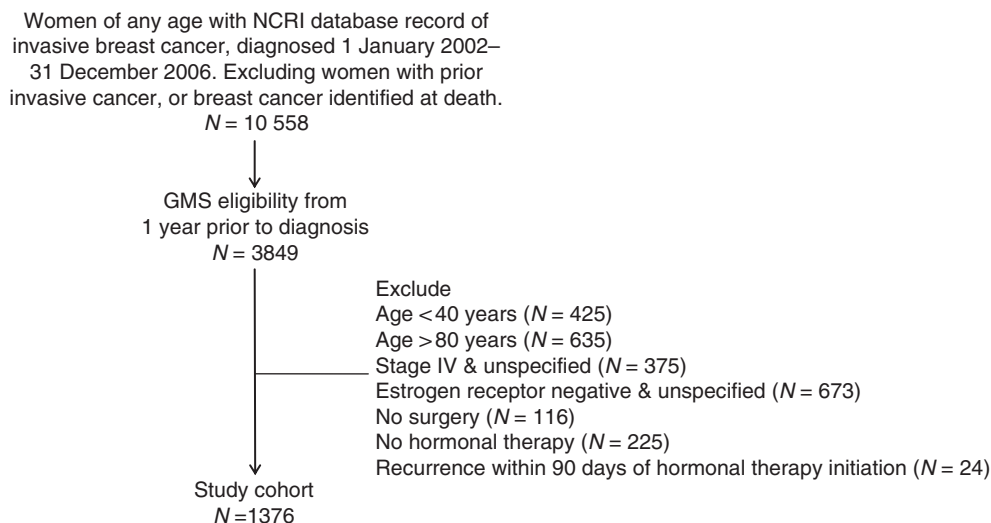 Women of any age with NCRI database record of
invasive breast cancer, diagnosed 1 January 2002–
31 December 2006. Excluding women with prior
invasive cancer, or breast cancer identified at death.
N = 10 558
GMS eligibility from
1 year prior to diagnosis
N = 3849
Exclude
Age <40 years (N = 425)
Age >80 years (N = 635)
Stage IV & unspecified (N = 375)
Estrogen receptor negative & unspecified (N = 673)
No surgery (N = 116)
No hormonal therapy (N = 225)
Recurrence within 90 days of hormonal therapy initiation (N = 24)
Study cohort
N =1376